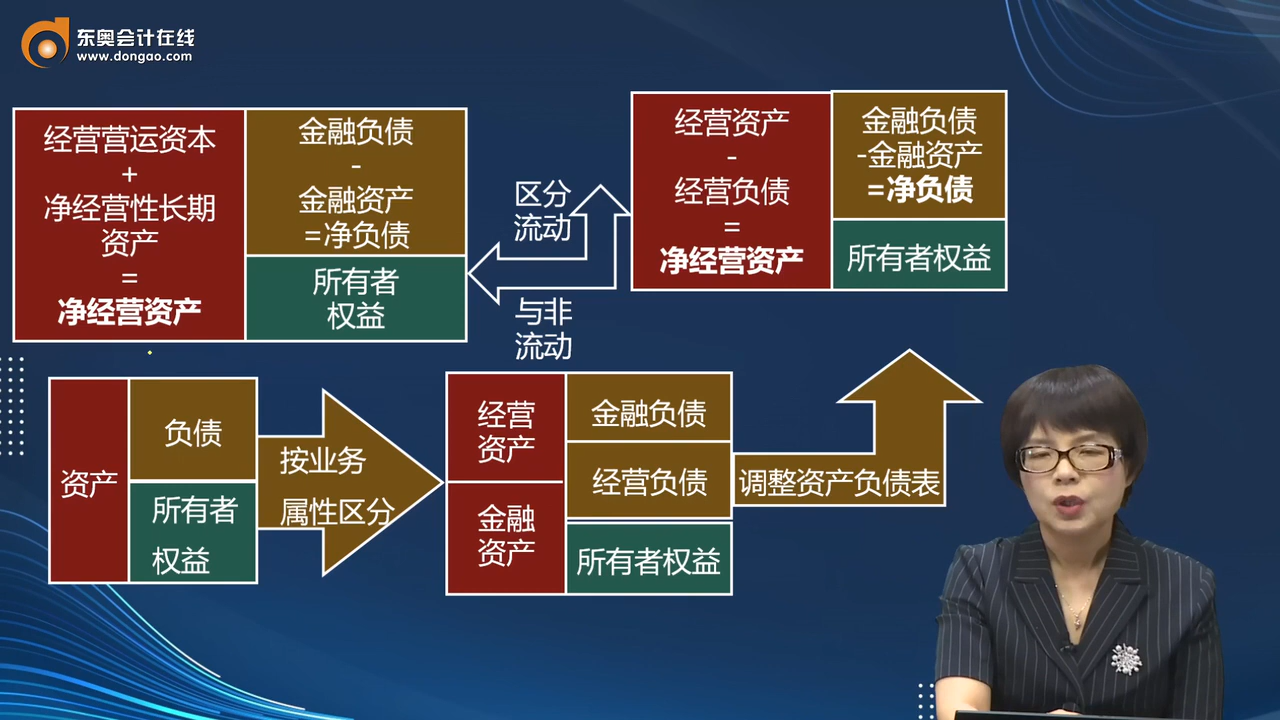 东奥会计在线
www.dongao.com
经营营运资本
+
净经营性长期
资产
=
净经营资产
金融负债
-
金融资产
=净负债
所有者
权益
区分
流动
与非
流动
经营资产
-
经营负债
=
净经营资产
金融负债
-金融资产
=净负债
所有者权益
资产
负债
所有者
权益
按业务
属性区分
经营
资产
金融
资产
金融负债
经营负债
所有者权益
调整资产负债表